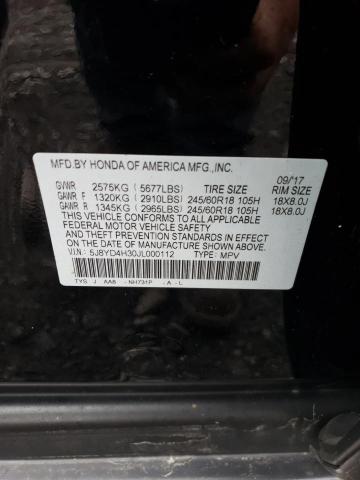 MFD BY HONDA OF AMERICA MFG.,INC. 09/'17
GVWR 2575KG ( 5677LBS) TIRE SIZE RIM SIZE
GAWR F 1320KG ( 2910LBS) 245/60R18 105H 18X8.0J
GAWR R 1345KG ( 2965LBS) 245/60R18 105H 18X8.0J
THIS VEHICLE CONFORMS TO ALL APPLICABLE
FEDERAL MOTOR VEHICLE SAFETY, BUMPER,
AND THEFT PREVENTION STANDARDS IN EFFECT
ON THE DATE OF MANUFACTURE SHOWN ABOVE.
V.I.N.: 5J8YD4H30JL000112 TYPE: MPV
TYS J AA8 - NH731P - A - L